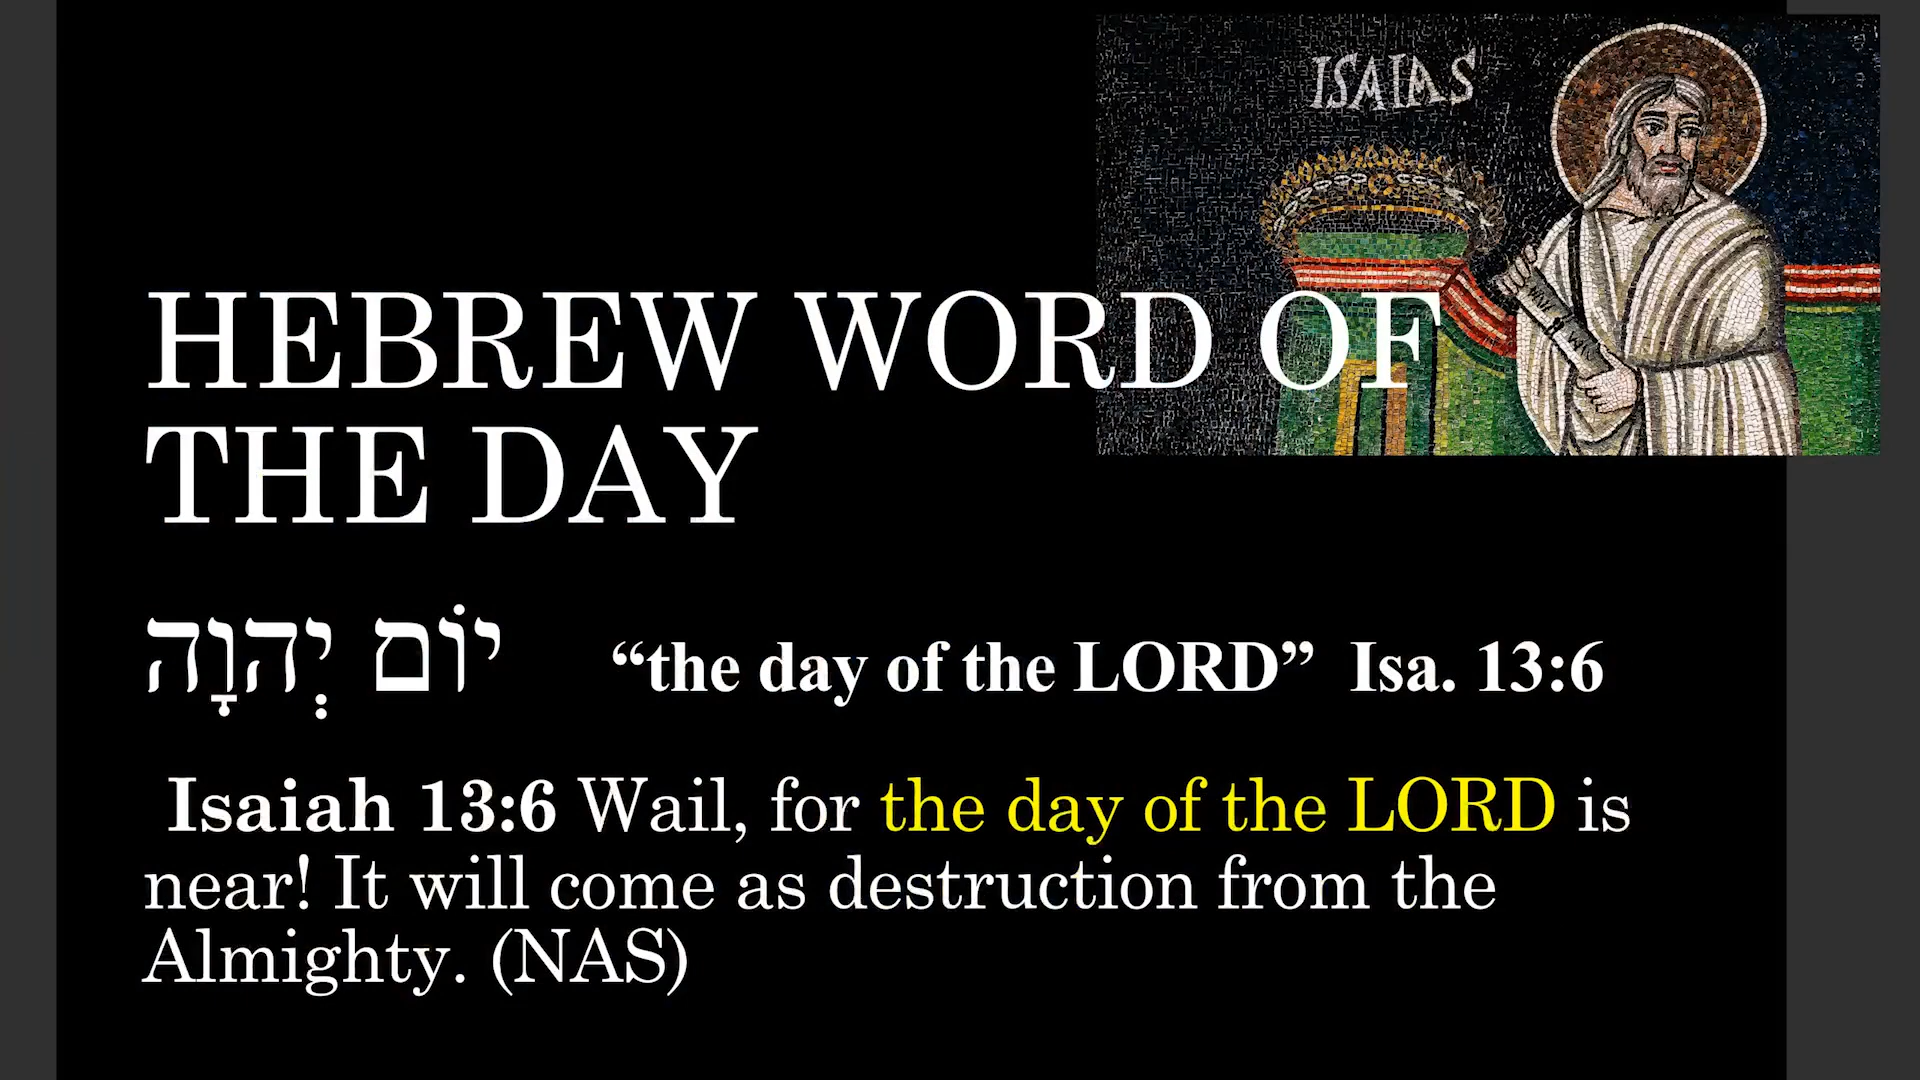 ISAIAS
HEBREW WORD OF
THE DAY
יוֹם יְהוָה “the day of the LORD” Isa. 13:6
Isaiah 13:6 Wail, for the day of the LORD is
near! It will come as destruction from the
Almighty. (NAS)